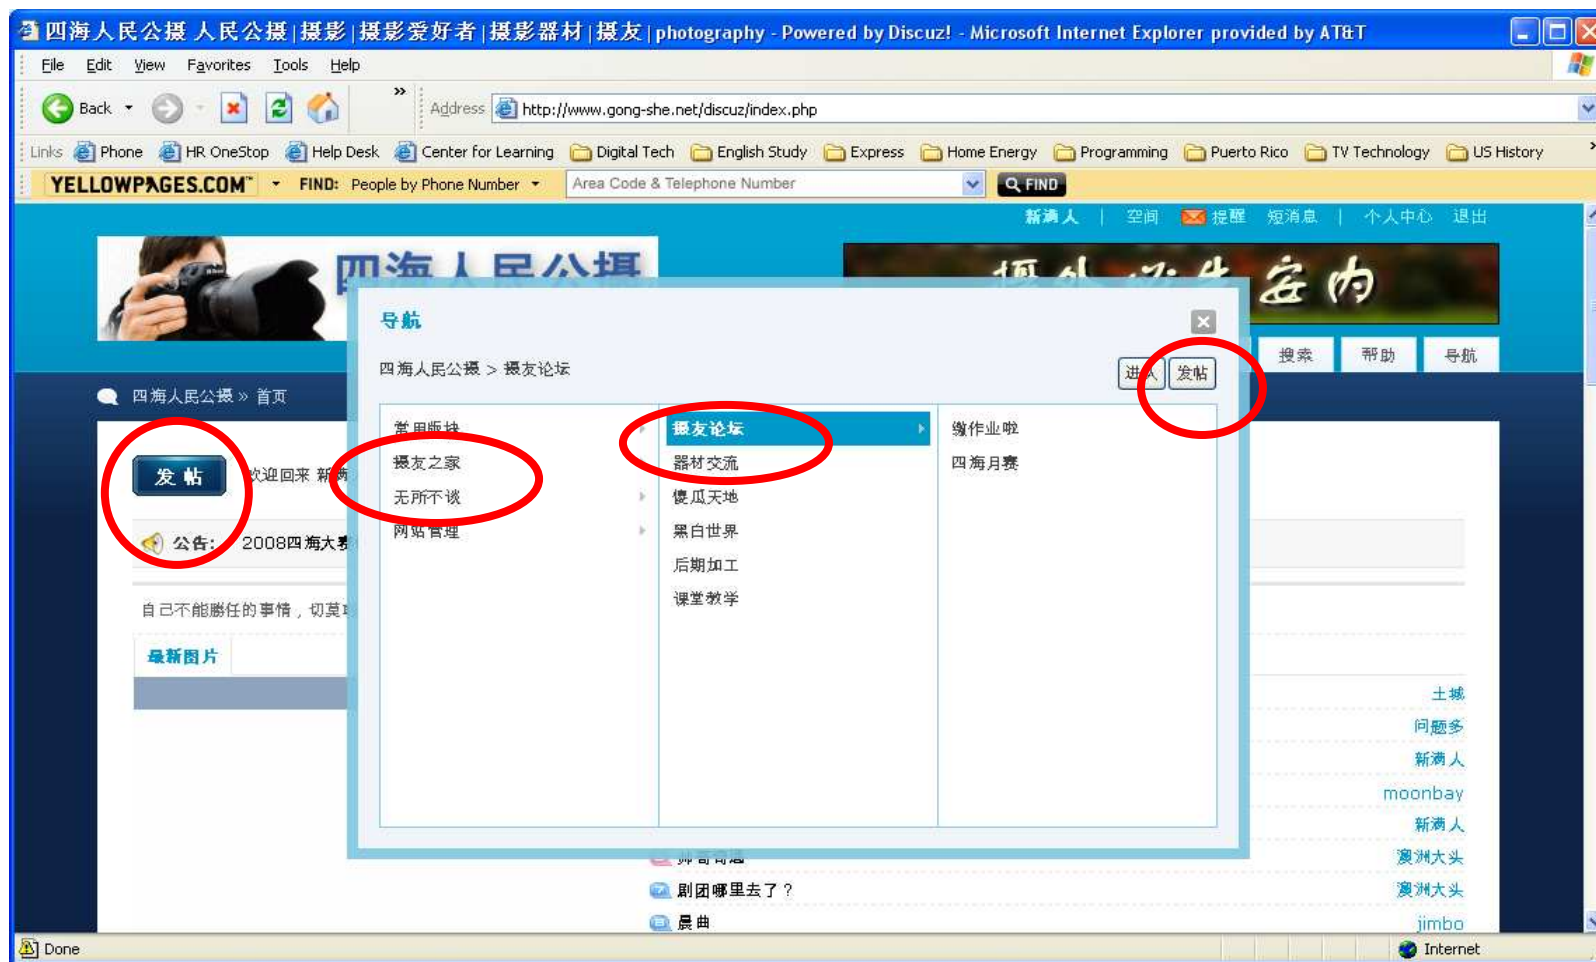 四海人民公摄 人民公摄|摄影|摄影爱好者|摄影器材|摄友|photography - Powered by Discuz! - Microsoft Internet Explorer provided by AT&T
File Edit View Favorites Tools Help
Back » Address http://www.gong-she.net/discuz/index.php
Links Phone HR OneStop Help Desk Center for Learning Digital Tech English Study Express Home Energy Programming Puerto Rico TV Technology US History »
YELLOWPAGES.COM FIND: People by Phone Number Area Code & Telephone Number FIND
新满人 | 空间 提醒 短消息 | 个人中心 退出
四海人民公摄
安内
导航
搜索 帮助 导航
四海人民公摄 > 摄友论坛 进入 发帖
四海人民公摄 » 首页
常用版块 摄友论坛 缴作业啦
摄友之家 器材交流 四海月赛
发帖 欢迎回来 新满
无所不谈 傻瓜天地
网站管理 黑白世界
公告: 2008四海大赛
后期加工
课堂教学
自己不能勝任的事情，切莫
最新图片
土城
问题多
新满人
moonbay
新满人
澳洲大头
剧团哪里去了？ 澳洲大头
晨曲 jimbo
Done Internet